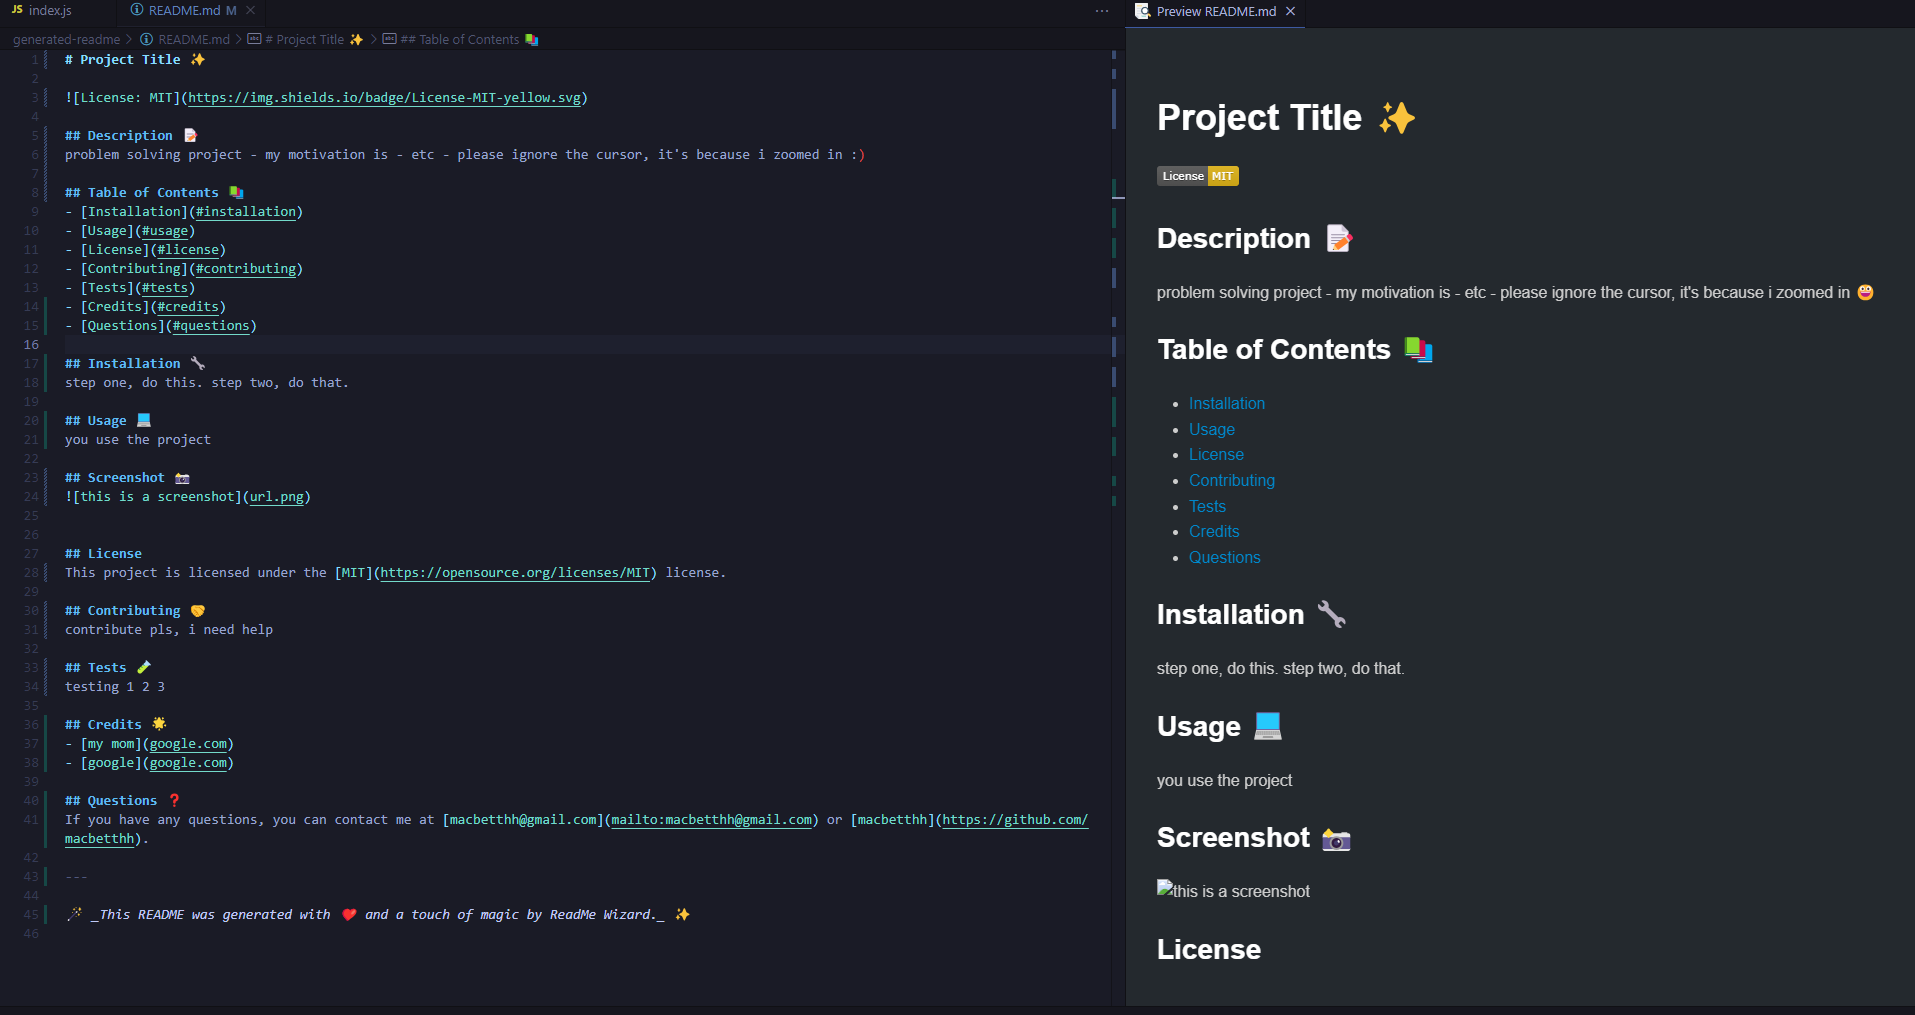 JS index.js
README.md M
Preview README.md
generated-readme > README.md > # Project Title ✨ > ## Table of Contents 📚
1 # Project Title ✨
2
3 ![License: MIT](https://img.shields.io/badge/License-MIT-yellow.svg)
4
5 ## Description 📝
6 problem solving project - my motivation is - etc - please ignore the cursor, it's because i zoomed in :)
7
8 ## Table of Contents 📚
9 - [Installation](#installation)
10 - [Usage](#usage)
11 - [License](#license)
12 - [Contributing](#contributing)
13 - [Tests](#tests)
14 - [Credits](#credits)
15 - [Questions](#questions)
16
17 ## Installation 🔧
18 step one, do this. step two, do that.
19
20 ## Usage 💻
21 you use the project
22
23 ## Screenshot 📸
24 ![this is a screenshot](url.png)
25
26
27 ## License
28 This project is licensed under the [MIT](https://opensource.org/licenses/MIT) license.
29
30 ## Contributing 🤝
31 contribute pls, i need help
32
33 ## Tests 🧪
34 testing 1 2 3
35
36 ## Credits 🌟
37 - [my mom](google.com)
38 - [google](google.com)
39
40 ## Questions ❓
41 If you have any questions, you can contact me at [macbetthh@gmail.com](mailto:macbetthh@gmail.com) or [macbetthh](https://github.com/
macbetthh).
42
43 ---
44
45 🪄 _This README was generated with ❤️ and a touch of magic by ReadMe Wizard._ ✨
46
Project Title ✨
License MIT
Description 📝
problem solving project - my motivation is - etc - please ignore the cursor, it's because i zoomed in 😃
Table of Contents 📚
• Installation
• Usage
• License
• Contributing
• Tests
• Credits
• Questions
Installation 🔧
step one, do this. step two, do that.
Usage 💻
you use the project
Screenshot 📸
this is a screenshot
License